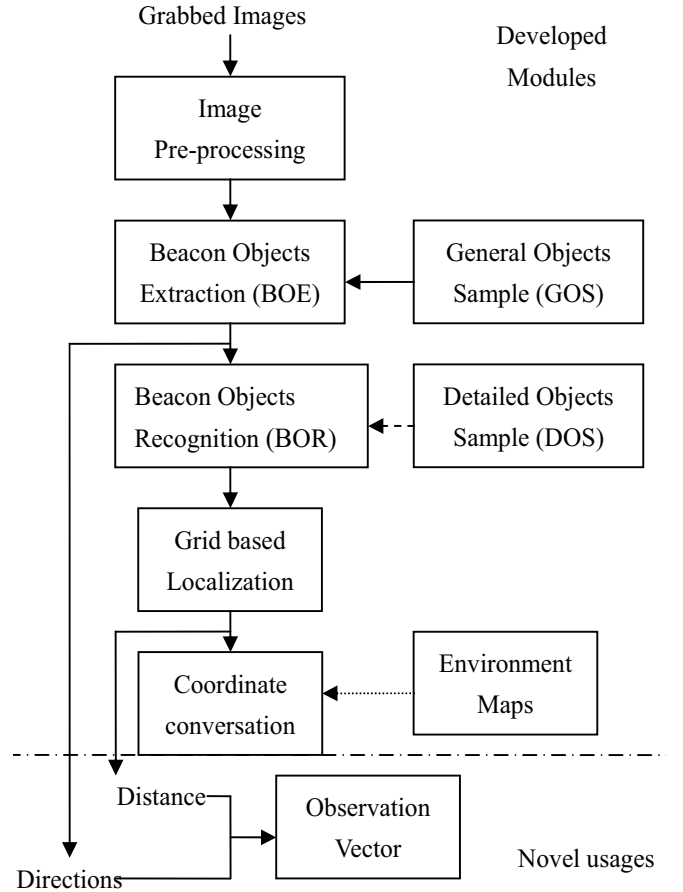 Grabbed Images
Developed
Modules
Image
Pre-processing
Beacon Objects
Extraction (BOE)
General Objects
Sample (GOS)
Beacon Objects
Recognition (BOR)
Detailed Objects
Sample (DOS)
Grid based
Localization
Coordinate
conversation
Environment
Maps
Distance
Observation
Vector
Directions
Novel usages